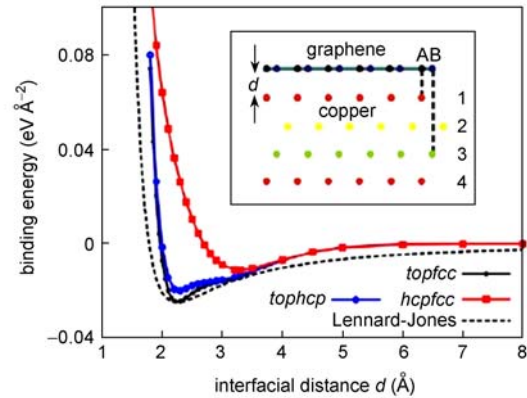 binding energy (eV Å⁻²)
0.08
0.04
0
−0.04
graphene
AB
d
copper
1
2
3
4
topfcc
tophcp
hcpfcc
Lennard-Jones
1 2 3 4 5 6 7 8
interfacial distance d (Å)